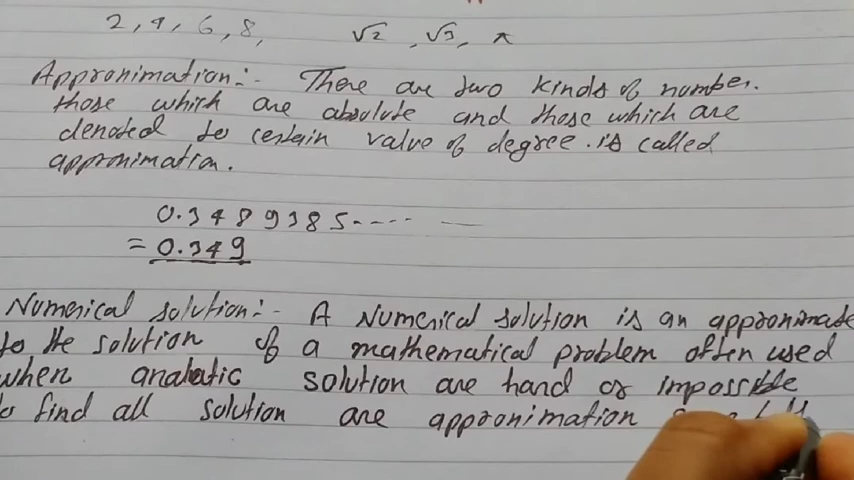 2, 4, 6, 8, √2, √3, π
Approximation:- There are two kinds of number.
those which are absolute and those which are
denoted to certain value of degree. is called
approximation.
0.3489385---- —
= 0.349
Numerical solution:- A Numerical solution is an approximate
to the solution of a mathematical problem often used
when analatic solution are hand or impossible
to find all solution are approximation